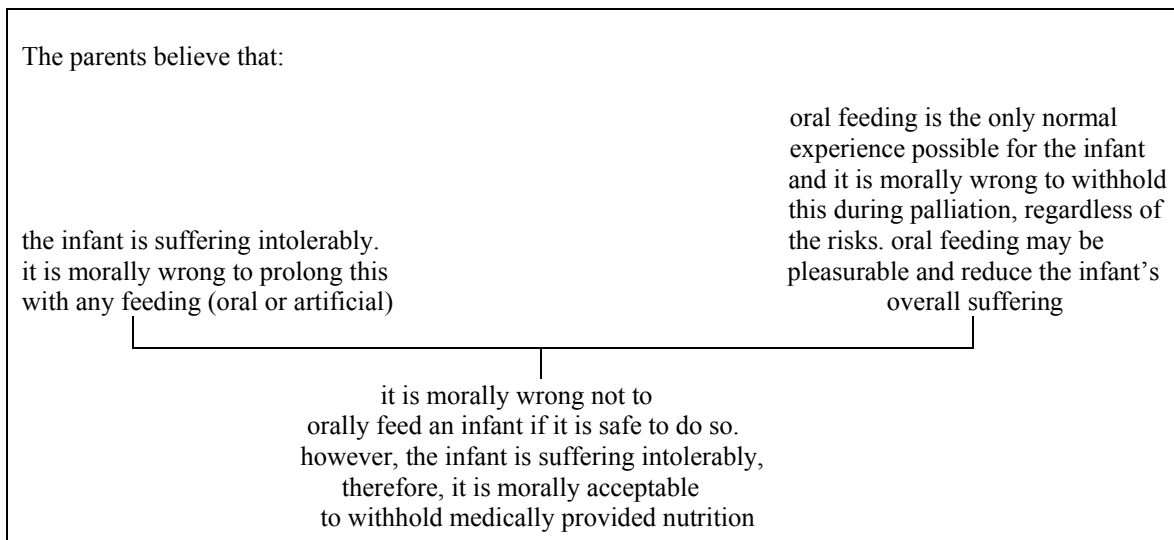 The parents believe that:
the infant is suffering intolerably.
it is morally wrong to prolong this
with any feeding (oral or artificial)
oral feeding is the only normal
experience possible for the infant
and it is morally wrong to withhold
this during palliation, regardless of
the risks. oral feeding may be
pleasurable and reduce the infant’s
overall suffering
it is morally wrong not to
orally feed an infant if it is safe to do so.
however, the infant is suffering intolerably,
therefore, it is morally acceptable
to withhold medically provided nutrition